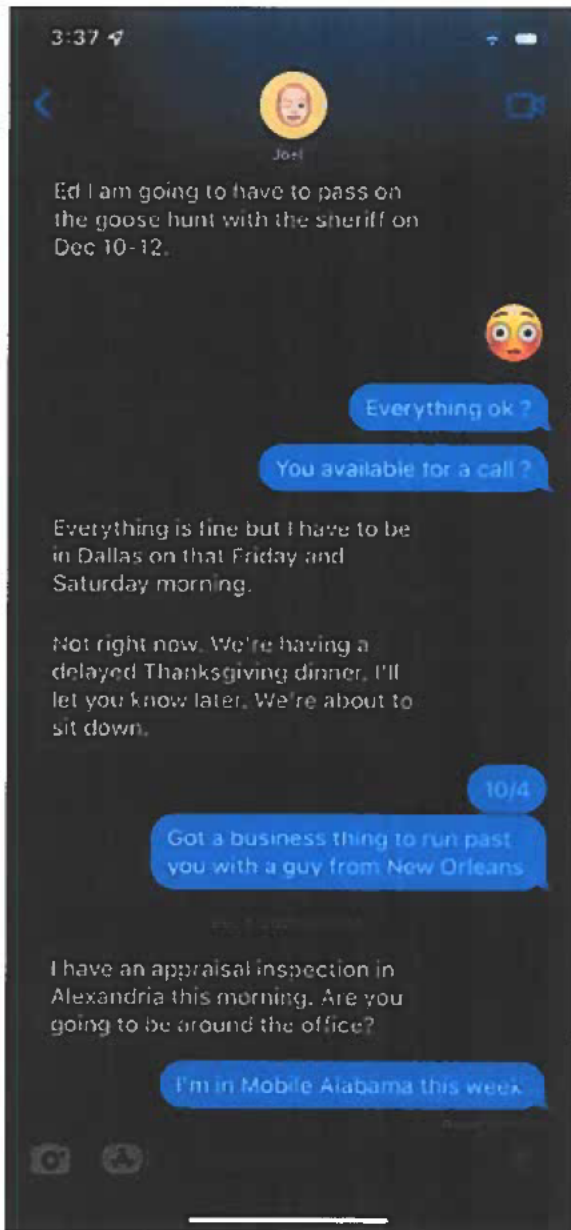 3:37
Joel
Ed I am going to have to pass on
the goose hunt with the sheriff on
Dec 10-12.
Everything ok ?
You available for a call ?
Everything is fine but I have to be
in Dallas on that Friday and
Saturday morning.
Not right now. We're having a
delayed Thanksgiving dinner. I'll
let you know later. We're about to
sit down.
10/4
Got a business thing to run past
you with a guy from New Orleans
I have an appraisal inspection in
Alexandria this morning. Are you
going to be around the office?
I'm in Mobile Alabama this week